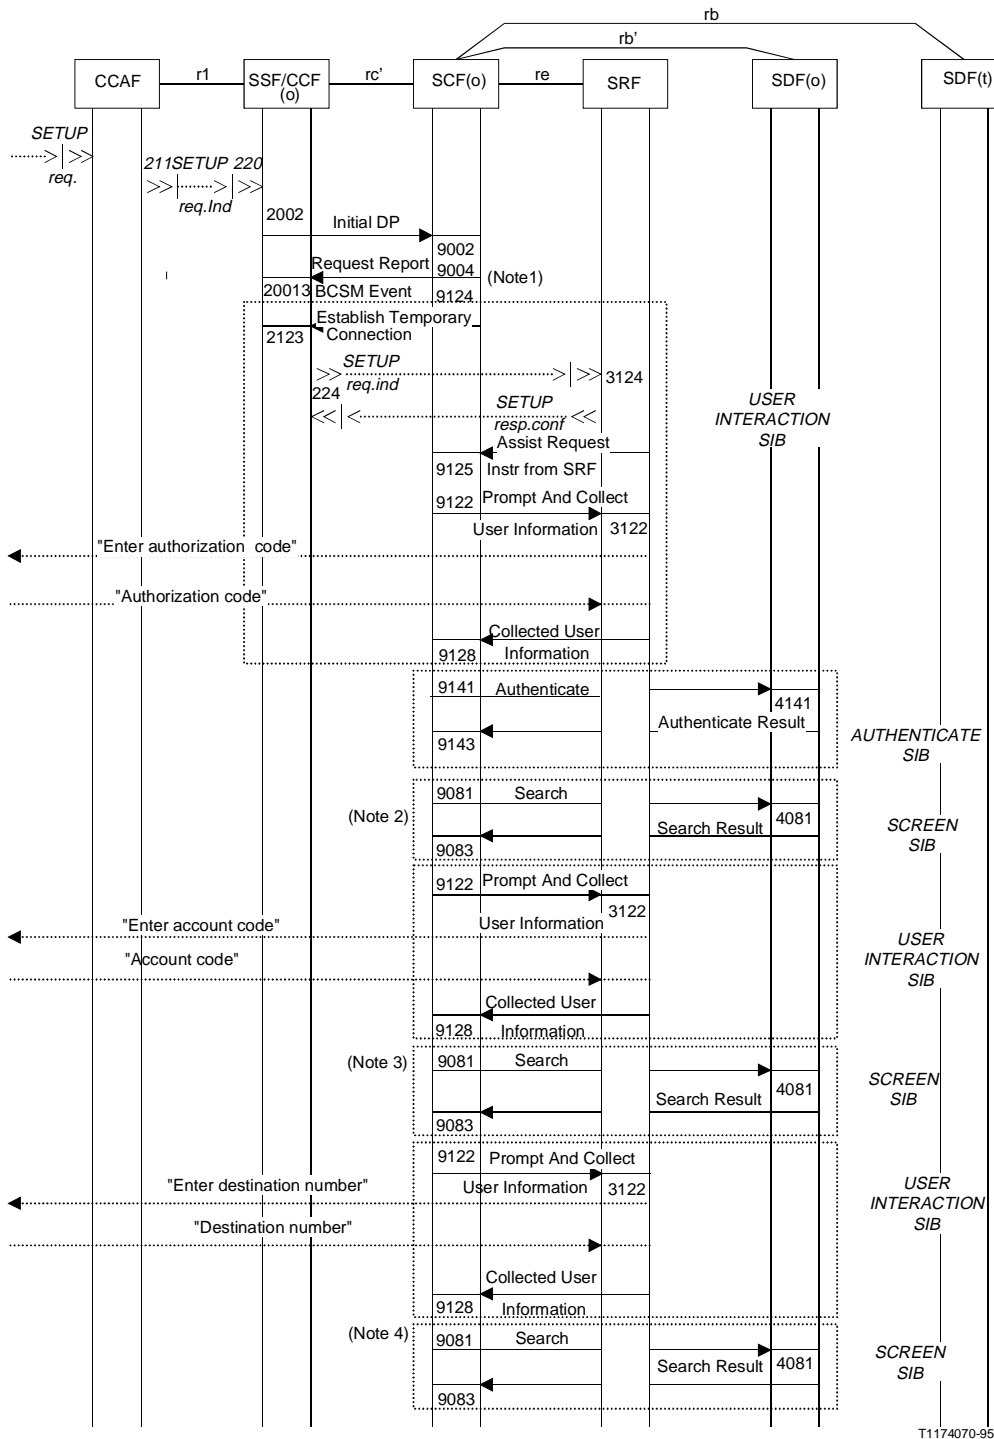 rb
rb’
CCAF
r1
SSF/CCF
(o)
rc’
SCF(o)
re
SRF
SDF(o)
SDF(t)
SETUP
req.
211SETUP 220
req.Ind
2002
Initial DP
9002
Request Report
9004
(Note1)
20013
BCSM Event
9124
Establish Temporary
Connection
2123
SETUP
req.ind
3124
224
SETUP
resp.conf
USER
INTERACTION
SIB
Assist Request
9125
Instr from SRF
9122
Prompt And Collect
User Information
3122
"Enter authorization code"
"Authorization code"
Collected User
9128
Information
9141
Authenticate
4141
Authenticate Result
9143
AUTHENTICATE
SIB
9081
Search
(Note 2)
4081
Search Result
9083
SCREEN
SIB
9122
Prompt And Collect
3122
"Enter account code"
User Information
"Account code"
USER
INTERACTION
SIB
Collected User
9128
Information
(Note 3)
9081
Search
4081
Search Result
9083
SCREEN
SIB
9122
Prompt And Collect
"Enter destination number"
User Information
3122
"Destination number"
USER
INTERACTION
SIB
Collected User
9128
Information
(Note 4)
9081
Search
Search Result
4081
9083
SCREEN
SIB
T1174070-95